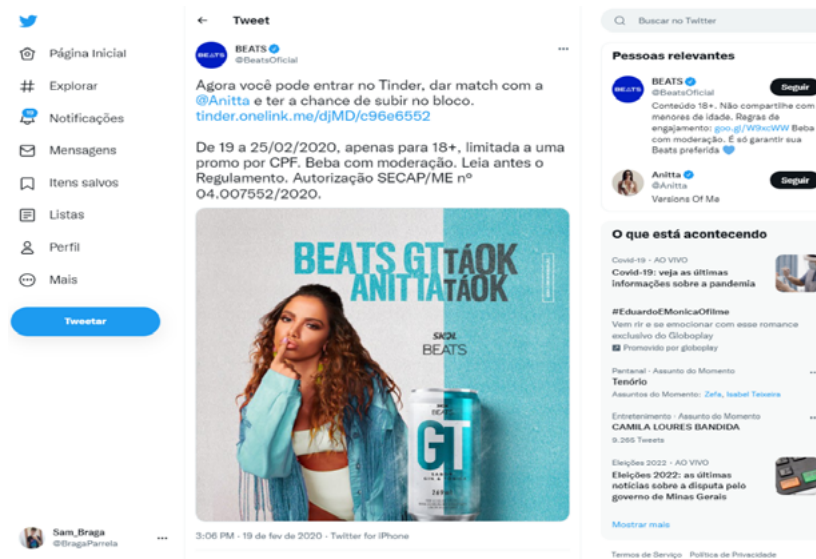 Página Inicial
Explorar
Notificações
Mensagens
Itens salvos
Listas
Perfil
Mais
Tweetar
Sam_Braga
@BragaParrela
Tweet
BEATS
BEATS
@BeatsOficial
Agora você pode entrar no Tinder, dar match com a
@Anitta e ter a chance de subir no bloco.
tinder.onelink.me/djMD/c96e6552
De 19 a 25/02/2020, apenas para 18+, limitada a uma
promo por CPF. Beba com moderação. Leia antes o
Regulamento. Autorização SECAP/ME nº
04.007552/2020.
BEATS GT TÁOK
ANITTA TÁOK
SKOL
BEATS
SKOL
BEATS
GT
269ml
3:06 PM · 19 de fev de 2020 · Twitter for iPhone
Buscar no Twitter
Pessoas relevantes
BEATS
BEATS
@BeatsOficial
Seguir
Conteúdo 18+. Não compartilhe com
menores de idade. Regras de
engajamento: goo.gl/W9xcWW Beba
com moderação. É só garantir sua
Beats preferida
Anitta
@Anitta
Seguir
Versions Of Me
O que está acontecendo
Covid-19 · AO VIVO
Covid-19: veja as últimas
informações sobre a pandemia
#EduardoEMonicaOfilme
Vem rir e se emocionar com esse romance
exclusivo do Globoplay
Promovido por globoplay
Pantanal · Assunto do Momento
Tenório
Assuntos do Momento: Zefa, Isabel Teixeira
Entretenimento · Assunto do Momento
CAMILA LOURES BANDIDA
9.265 Tweets
Eleições 2022 · AO VIVO
Eleições 2022: as últimas
notícias sobre a disputa pelo
governo de Minas Gerais
Mostrar mais
Termos de Serviço Política de Privacidade